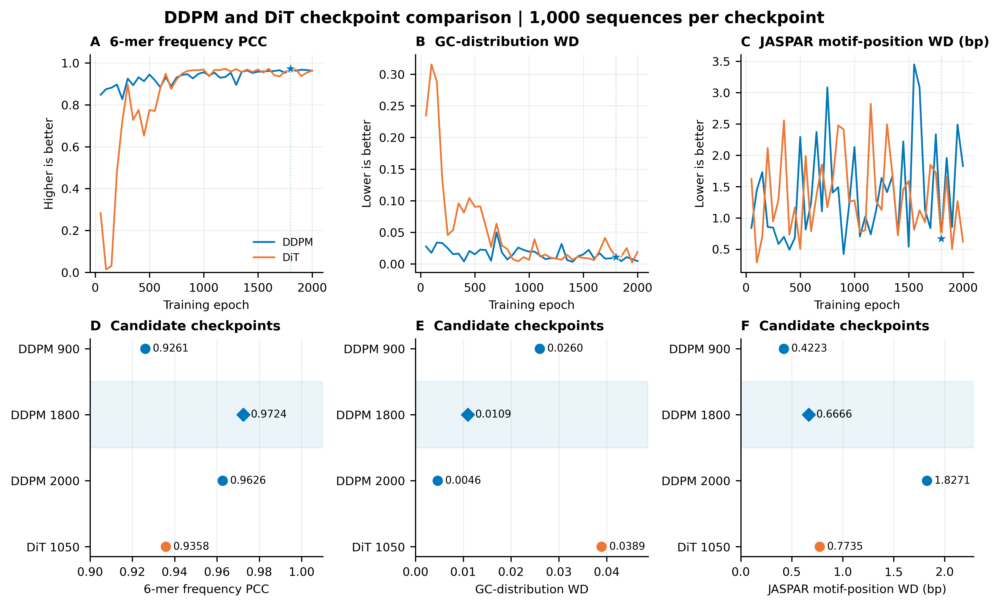 DDPM and DiT checkpoint comparison | 1,000 sequences per checkpoint
A 6-mer frequency PCC
Higher is better
1.0
0.8
0.6
0.4
0.2
0.0
0 500 1000 1500 2000
Training epoch
DDPM
DiT
B GC-distribution WD
Lower is better
0.30
0.25
0.20
0.15
0.10
0.05
0.00
0 500 1000 1500 2000
Training epoch
C JASPAR motif-position WD (bp)
Lower is better
3.5
3.0
2.5
2.0
1.5
1.0
0.5
0 500 1000 1500 2000
Training epoch
D Candidate checkpoints
DDPM 900
0.9261
DDPM 1800
0.9724
DDPM 2000
0.9626
DiT 1050
0.9358
0.90 0.92 0.94 0.96 0.98 1.00
6-mer frequency PCC
E Candidate checkpoints
DDPM 900
0.0260
DDPM 1800
0.0109
DDPM 2000
0.0046
DiT 1050
0.0389
0.00 0.01 0.02 0.03 0.04
GC-distribution WD
F Candidate checkpoints
DDPM 900
0.4223
DDPM 1800
0.6666
DDPM 2000
1.8271
DiT 1050
0.7735
0.0 0.5 1.0 1.5 2.0
JASPAR motif-position WD (bp)